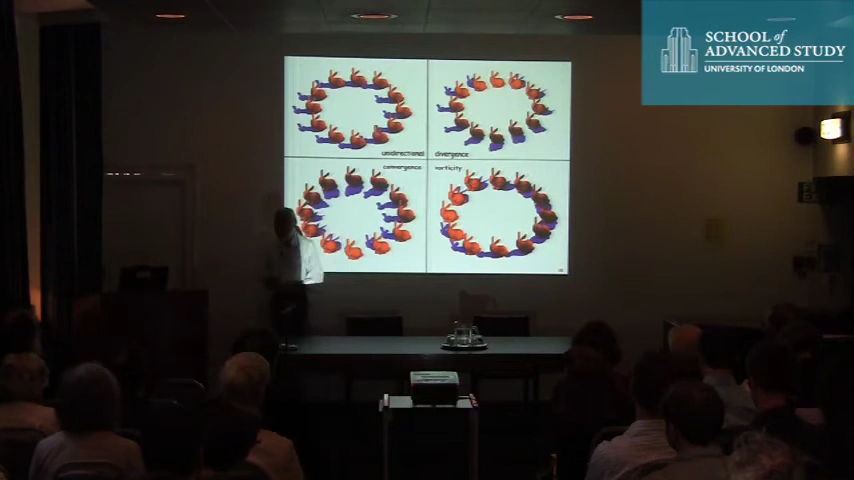 SCHOOL of
ADVANCED STUDY
UNIVERSITY OF LONDON
unidirectional
divergence
convergence
vorticity